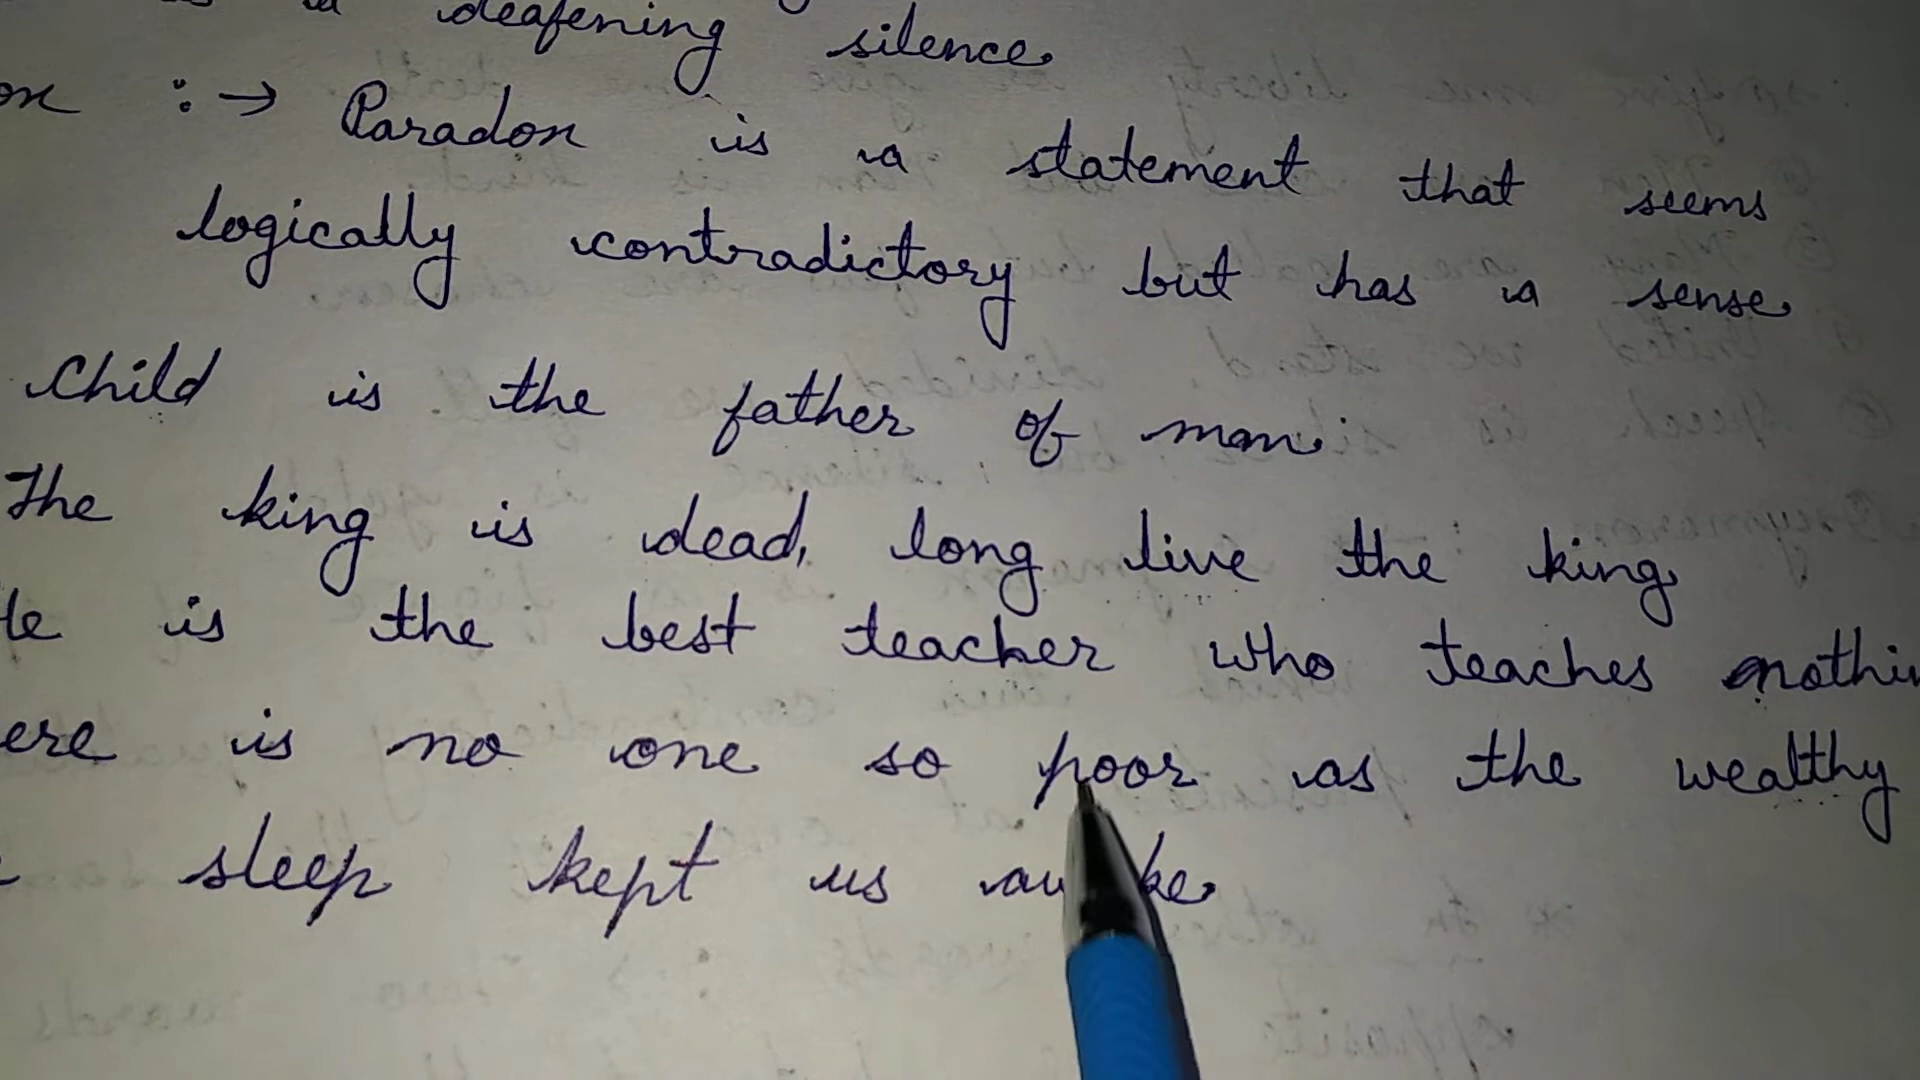 a deafening silence
:→ Paradox is a statement that seems
logically contradictory but has a sense
Child is the father of man
The king is dead, long live the king
is the best teacher who teaches
is no one so poor as the wealthy
sleep kept us